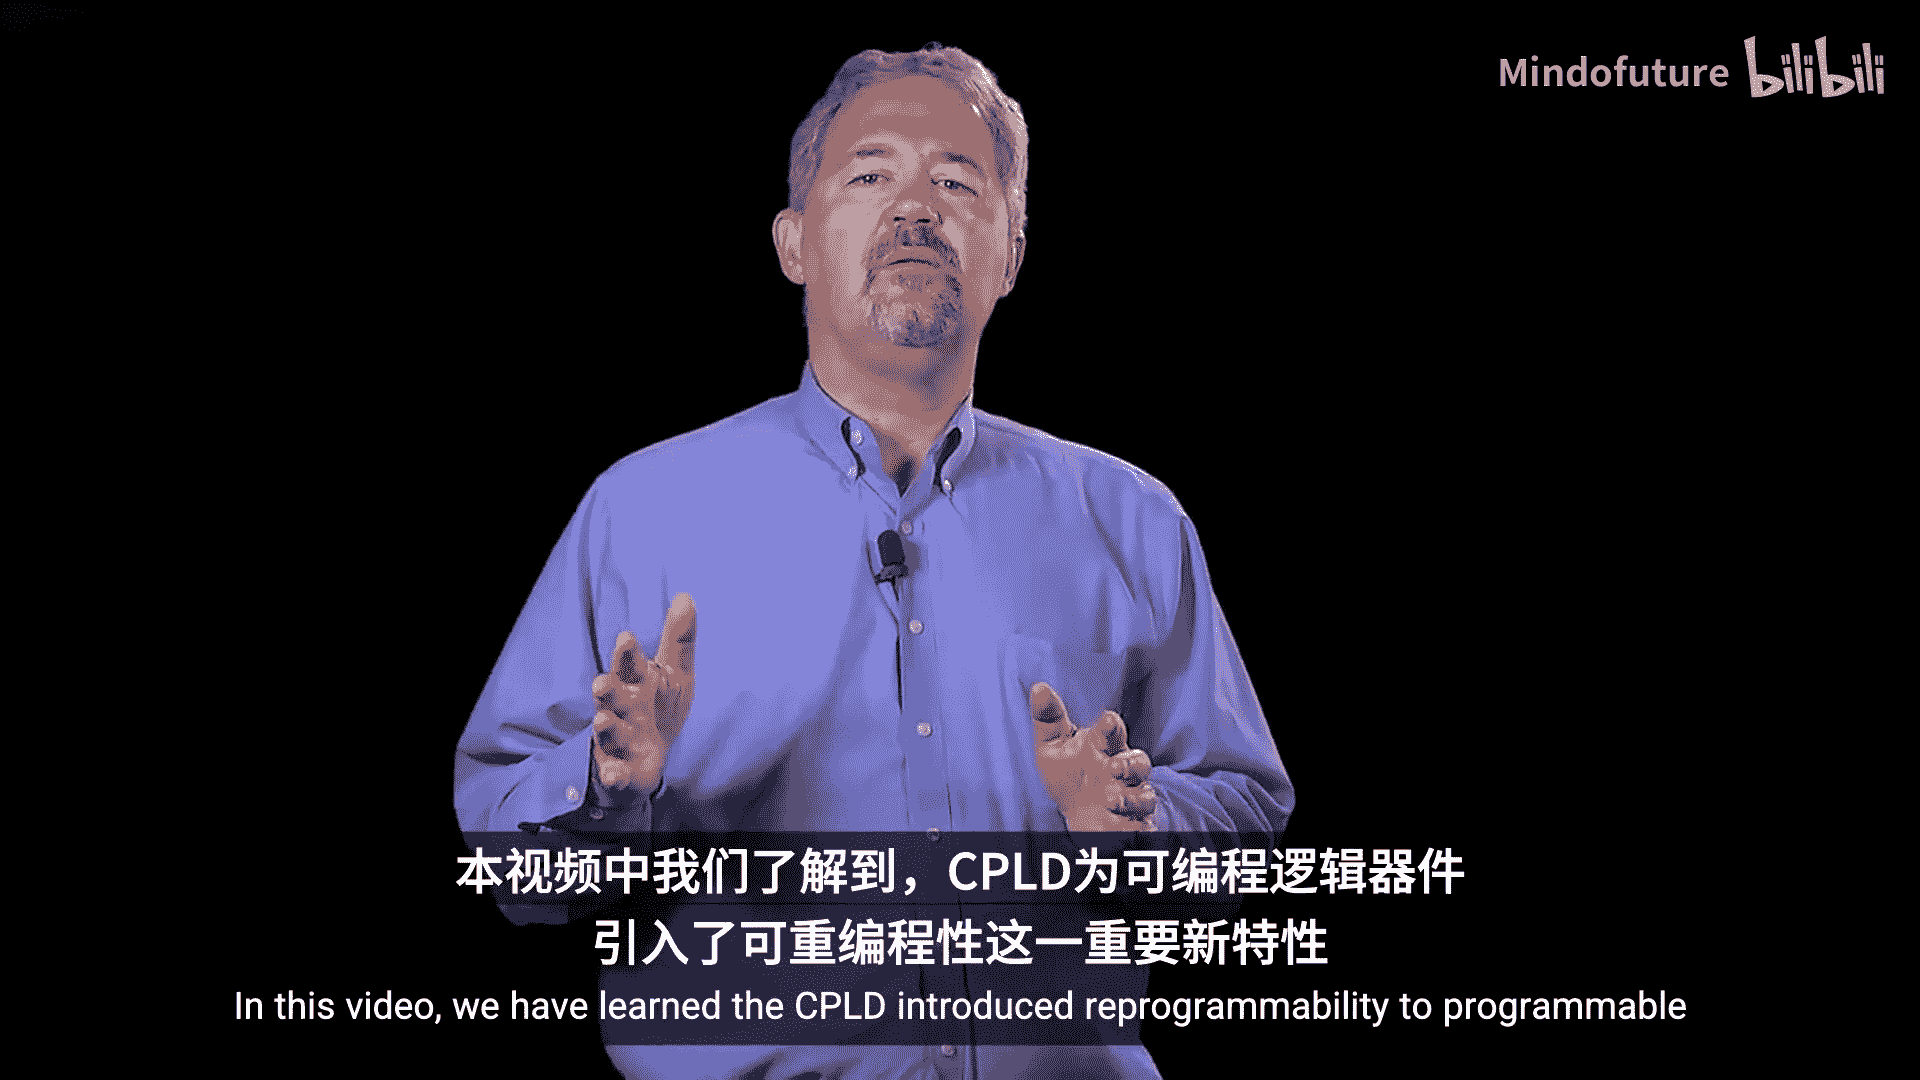 Mindofuture bilibili
本视频中我们了解到，CPLD为可编程逻辑器件
引入了可重编程性这一重要新特性
In this video, we have learned the CPLD introduced reprogrammability to programmable